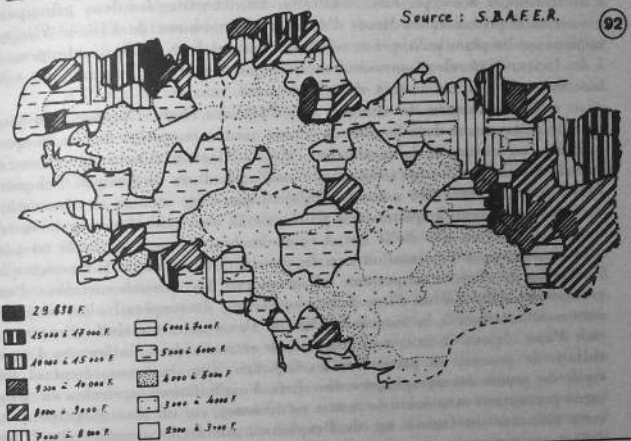 Source : S.B.A.F.E.R.
92
29 698 F.
15000 à 17000 F.
10000 à 15000 F.
9000 à 10000 F.
8000 à 9000 F.
7000 à 8000 F.
6000 à 7000 F.
5000 à 6000 F.
4000 à 5000 F.
3000 à 4000 F.
2000 à 3000 F.